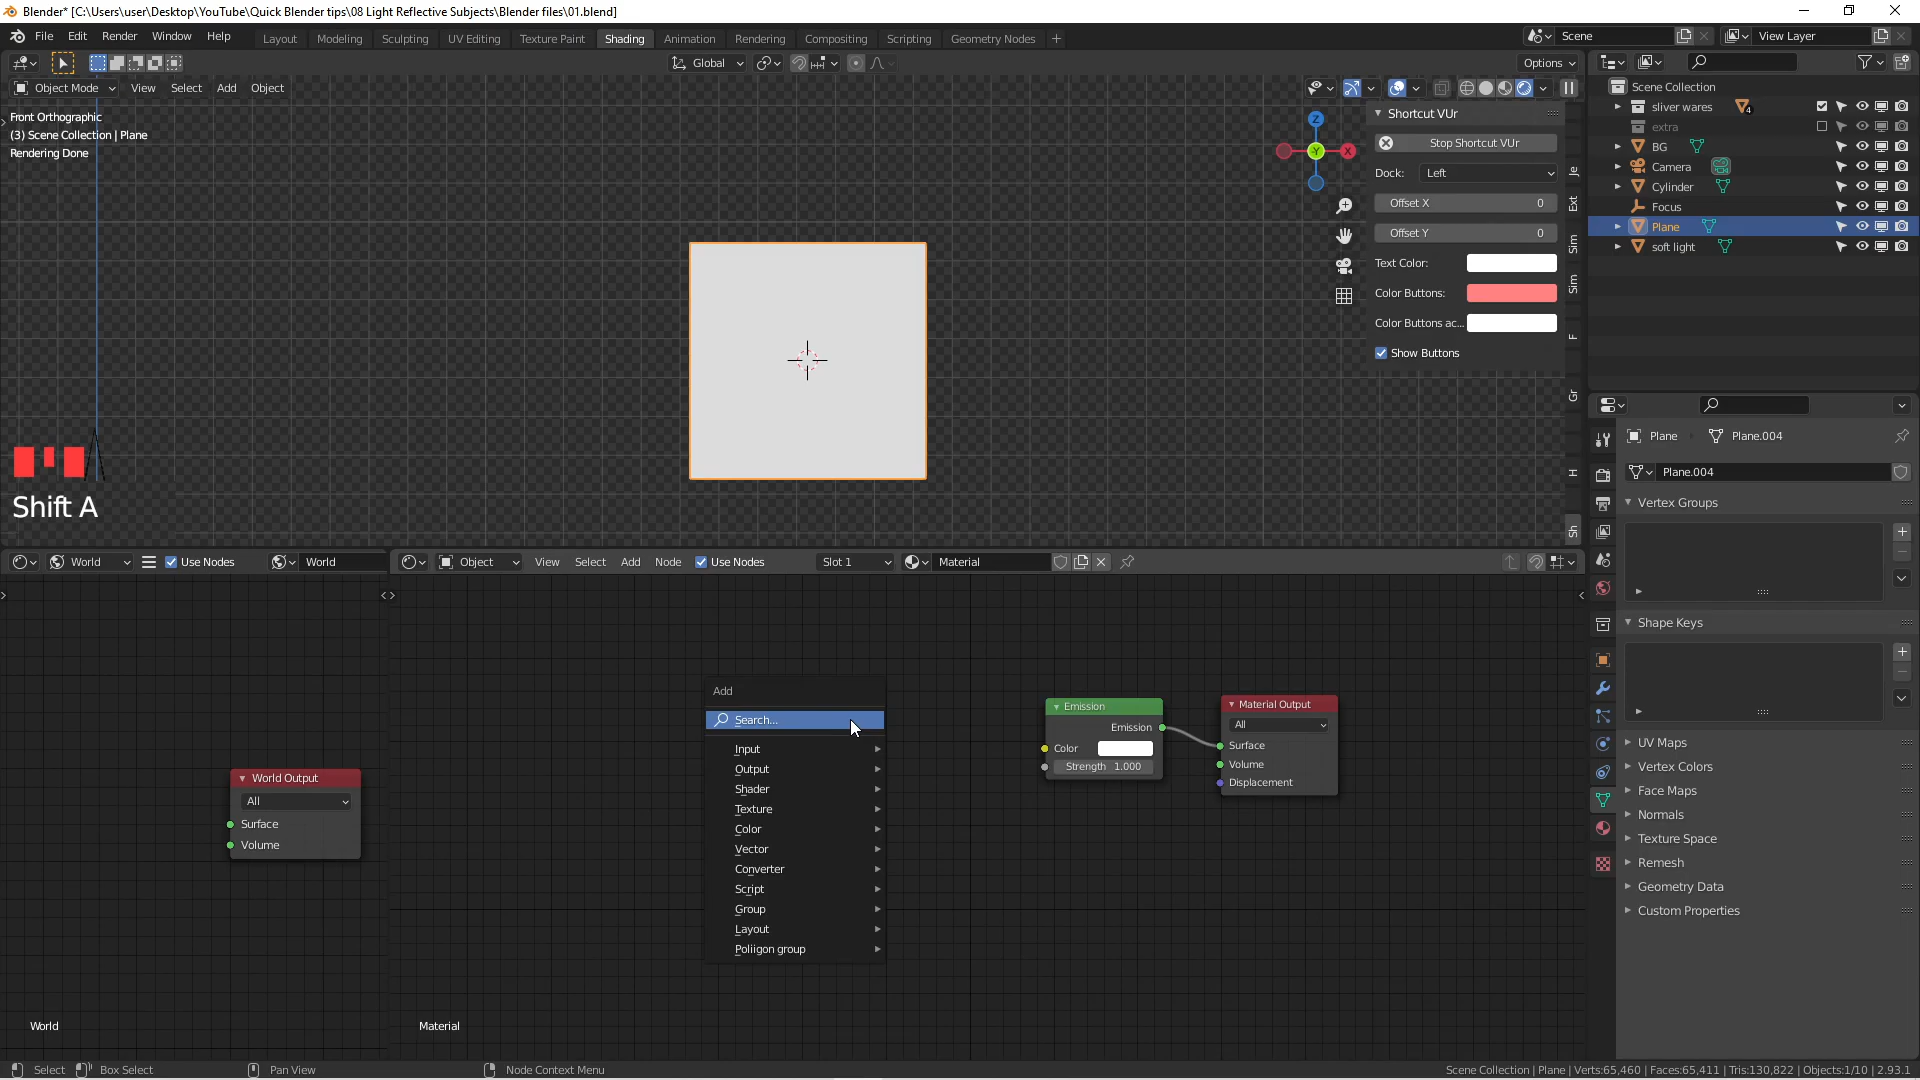 Blender* [C:\Users\user\Desktop\YouTube\Quick Blender tips\08 Light Reflective Subjects\Blender files\01.blend]
File Edit Render Window Help
Layout Modeling Sculpting UV Editing Texture Paint Shading Animation Rendering Compositing Scripting Geometry Nodes +
Scene
View Layer
Global
Options
Object Mode View Select Add Object
Front Orthographic
(3) Scene Collection | Plane
Rendering Done
Z
X
Y
Shortcut VUr
Stop Shortcut VUr
Dock: Left
Offset X 0
Offset Y 0
Text Color:
Color Buttons:
Color Buttons ac...
Show Buttons
Je
Ext
Sim
Sim
F
Gr
H
Sh
Shift A
Scene Collection
sliver wares 4
extra
BG
Camera
Cylinder
Focus
Plane
soft light
Plane Plane.004
Plane.004
Vertex Groups
Shape Keys
UV Maps
Vertex Colors
Face Maps
Normals
Texture Space
Remesh
Geometry Data
Custom Properties
World Use Nodes World
Object View Select Add Node Use Nodes Slot 1 Material
World Output
All
Surface
Volume
World
Add
Search...
Input
Output
Shader
Texture
Color
Vector
Converter
Script
Group
Layout
Poliigon group
Emission
Emission
Color
Strength 1.000
Material Output
All
Surface
Volume
Displacement
Material
Select Box Select Pan View Node Context Menu
Scene Collection | Plane | Verts:65,460 | Faces:65,411 | Tris:130,822 | Objects:1/10 | 2.93.1